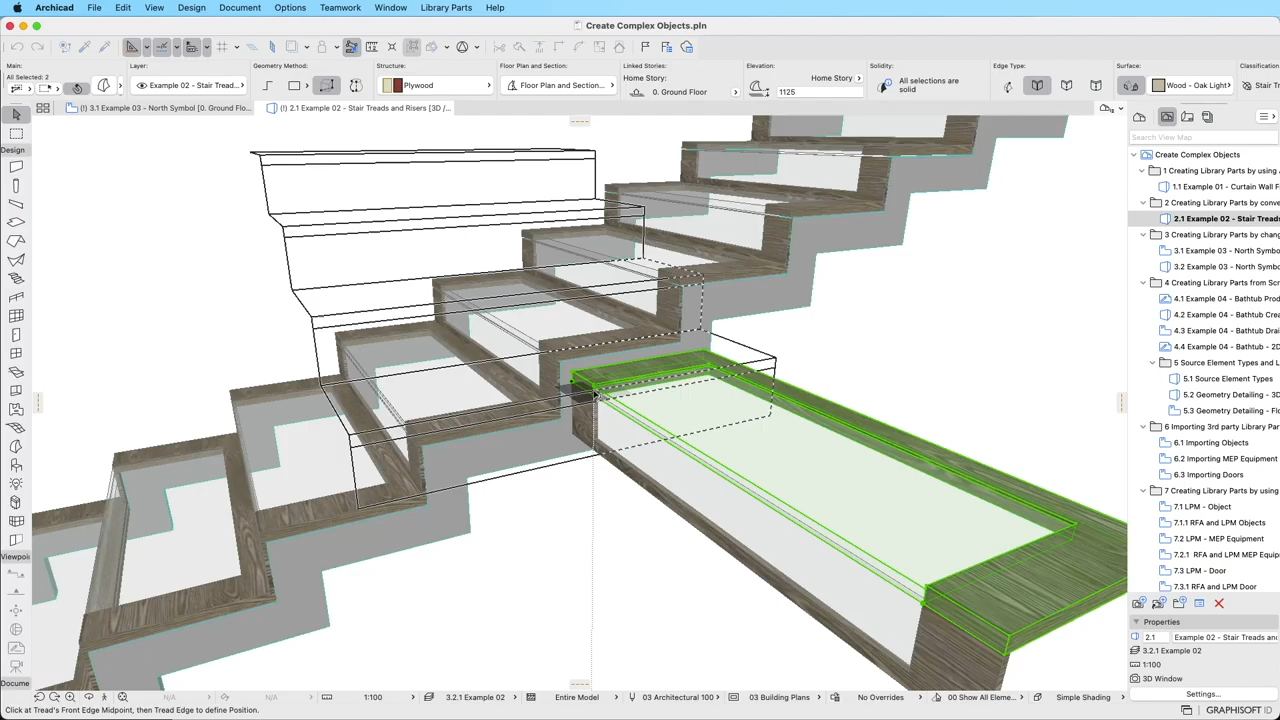 Archicad File Edit View Design Document Options Teamwork Window Library Parts Help
Create Complex Objects.pln
Main:
All Selected: 2
Layer:
Example 02 - Stair Tread...
Geometry Method:
Structure:
Plywood
Floor Plan and Section:
Floor Plan and Section...
Linked Stories:
Home Story:
0. Ground Floor
Elevation:
Home Story
1125
Solidity:
All selections are
solid
Edge Type:
Surface:
Wood - Oak Light
Classification
Stair T
(!) 3.1 Example 03 - North Symbol [0. Ground Flo...
(!) 2.1 Example 02 - Stair Treads and Risers [3D /...
Design
Viewpoi
Docume
Search View Map
Create Complex Objects
1 Creating Library Parts by using
1.1 Example 01 - Curtain Wall F
2 Creating Library Parts by conve
2.1 Example 02 - Stair Treads
3 Creating Library Parts by chang
3.1 Example 03 - North Symbo
3.2 Example 03 - North Symbo
4 Creating Library Parts from Scr
4.1 Example 04 - Bathtub Prod
4.2 Example 04 - Bathtub Crea
4.3 Example 04 - Bathtub Drai
4.4 Example 04 - Bathtub - 2D
5 Source Element Types and L
5.1 Source Element Types
5.2 Geometry Detailing - 3D
5.3 Geometry Detailing - Flo
6 Importing 3rd party Library Par
6.1 Importing Objects
6.2 Importing MEP Equipment
6.3 Importing Doors
7 Creating Library Parts by using
7.1 LPM - Object
7.1.1 RFA and LPM Objects
7.2 LPM - MEP Equipment
7.2.1 RFA and LPM MEP Equip
7.3 LPM - Door
7.3.1 RFA and LPM Door
Properties
2.1 Example 02 - Stair Treads and
3.2.1 Example 02
1:100
3D Window
Settings...
N/A N/A 1:100 3.2.1 Example 02 Entire Model 03 Architectural 100 03 Building Plans No Overrides 00 Show All Eleme... Simple Shading
Click at Tread's Front Edge Midpoint, then Tread Edge to define Position.
GRAPHISOFT ID